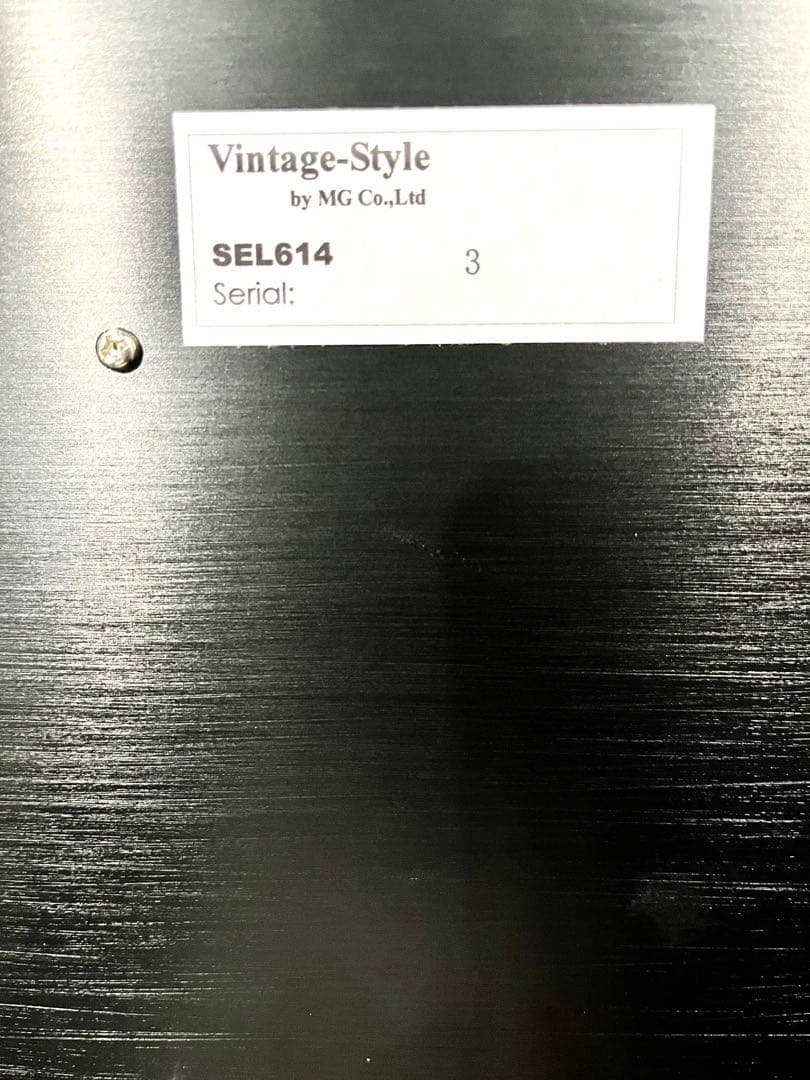 Vintage-Style
by MG Co.,Ltd
SEL614 3
Serial: